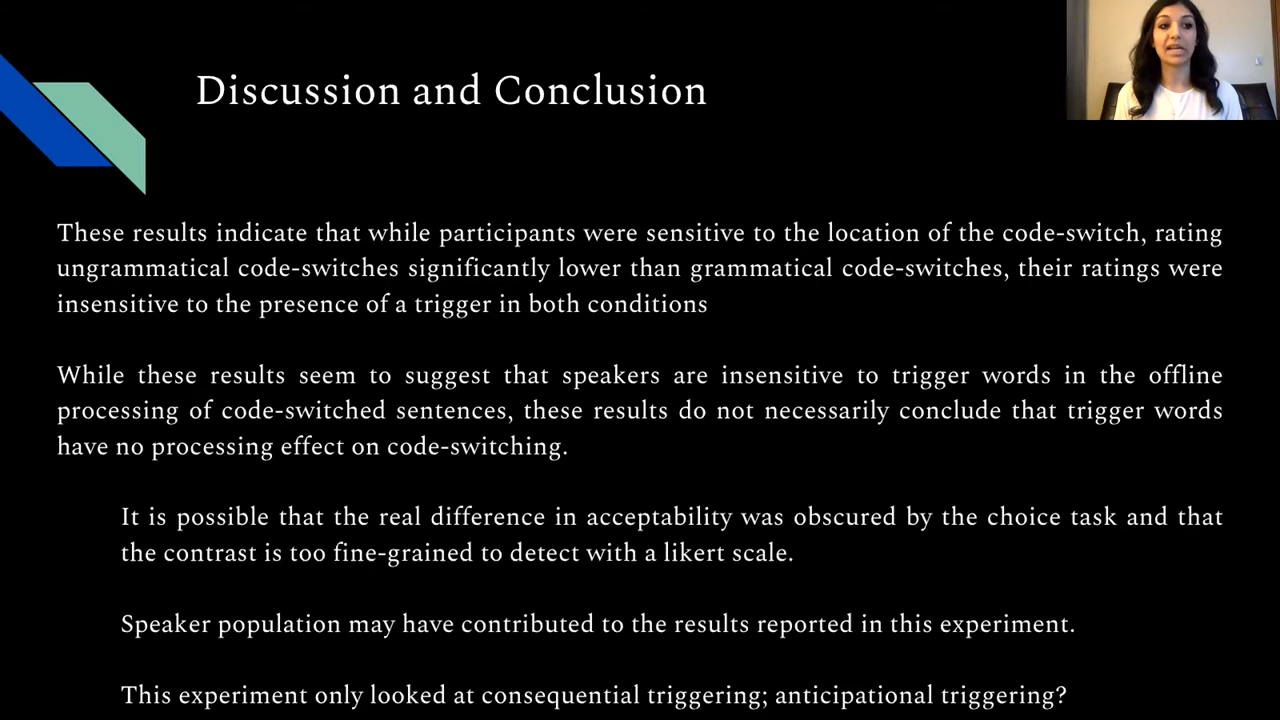 Discussion and Conclusion
These results indicate that while participants were sensitive to the location of the code-switch, rating
ungrammatical code-switches significantly lower than grammatical code-switches, their ratings were
insensitive to the presence of a trigger in both conditions
While these results seem to suggest that speakers are insensitive to trigger words in the offline
processing of code-switched sentences, these results do not necessarily conclude that trigger words
have no processing effect on code-switching.
It is possible that the real difference in acceptability was obscured by the choice task and that
the contrast is too fine-grained to detect with a likert scale.
Speaker population may have contributed to the results reported in this experiment.
This experiment only looked at consequential triggering; anticipational triggering?